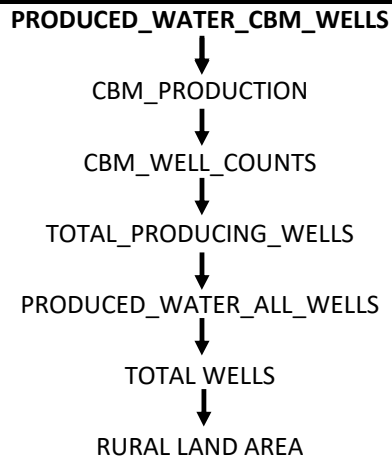 PRODUCED_WATER_CBM_WELLS
CBM_PRODUCTION
CBM_WELL_COUNTS
TOTAL_PRODUCING_WELLS
PRODUCED_WATER_ALL_WELLS
TOTAL WELLS
RURAL LAND AREA